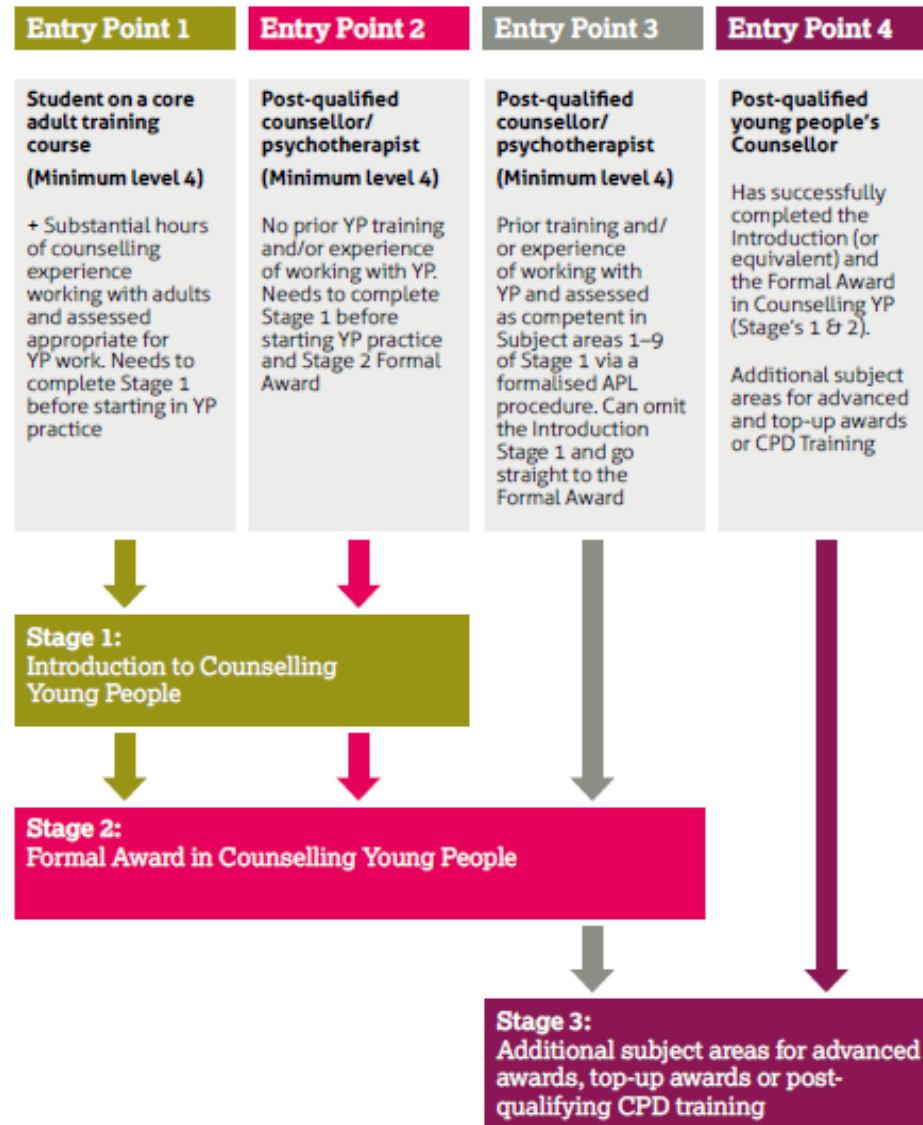 Entry Point 1
Student on a core
adult training
course
(Minimum level 4)
+ Substantial hours
of counselling
experience
working with adults
and assessed
appropriate for
YP work. Needs to
complete Stage 1
before starting in YP
practice
Entry Point 2
Post-qualified
counsellor/
psychotherapist
(Minimum level 4)
No prior YP training
and/or experience
of working with YP.
Needs to complete
Stage 1 before
starting YP practice
and Stage 2 Formal
Award
Entry Point 3
Post-qualified
counsellor/
psychotherapist
(Minimum level 4)
Prior training and/
or experience
of working with
YP and assessed
as competent in
Subject areas 1–9
of Stage 1 via a
formalised APL
procedure. Can omit
the Introduction
Stage 1 and go
straight to the
Formal Award
Entry Point 4
Post-qualified
young people's
Counsellor
Has successfully
completed the
Introduction (or
equivalent) and
the Formal Award
in Counselling YP
(Stage's 1 & 2).
Additional subject
areas for advanced
and top-up awards
or CPD Training
Stage 1:
Introduction to Counselling
Young People
Stage 2:
Formal Award in Counselling Young People
Stage 3:
Additional subject areas for advanced
awards, top-up awards or post-
qualifying CPD training